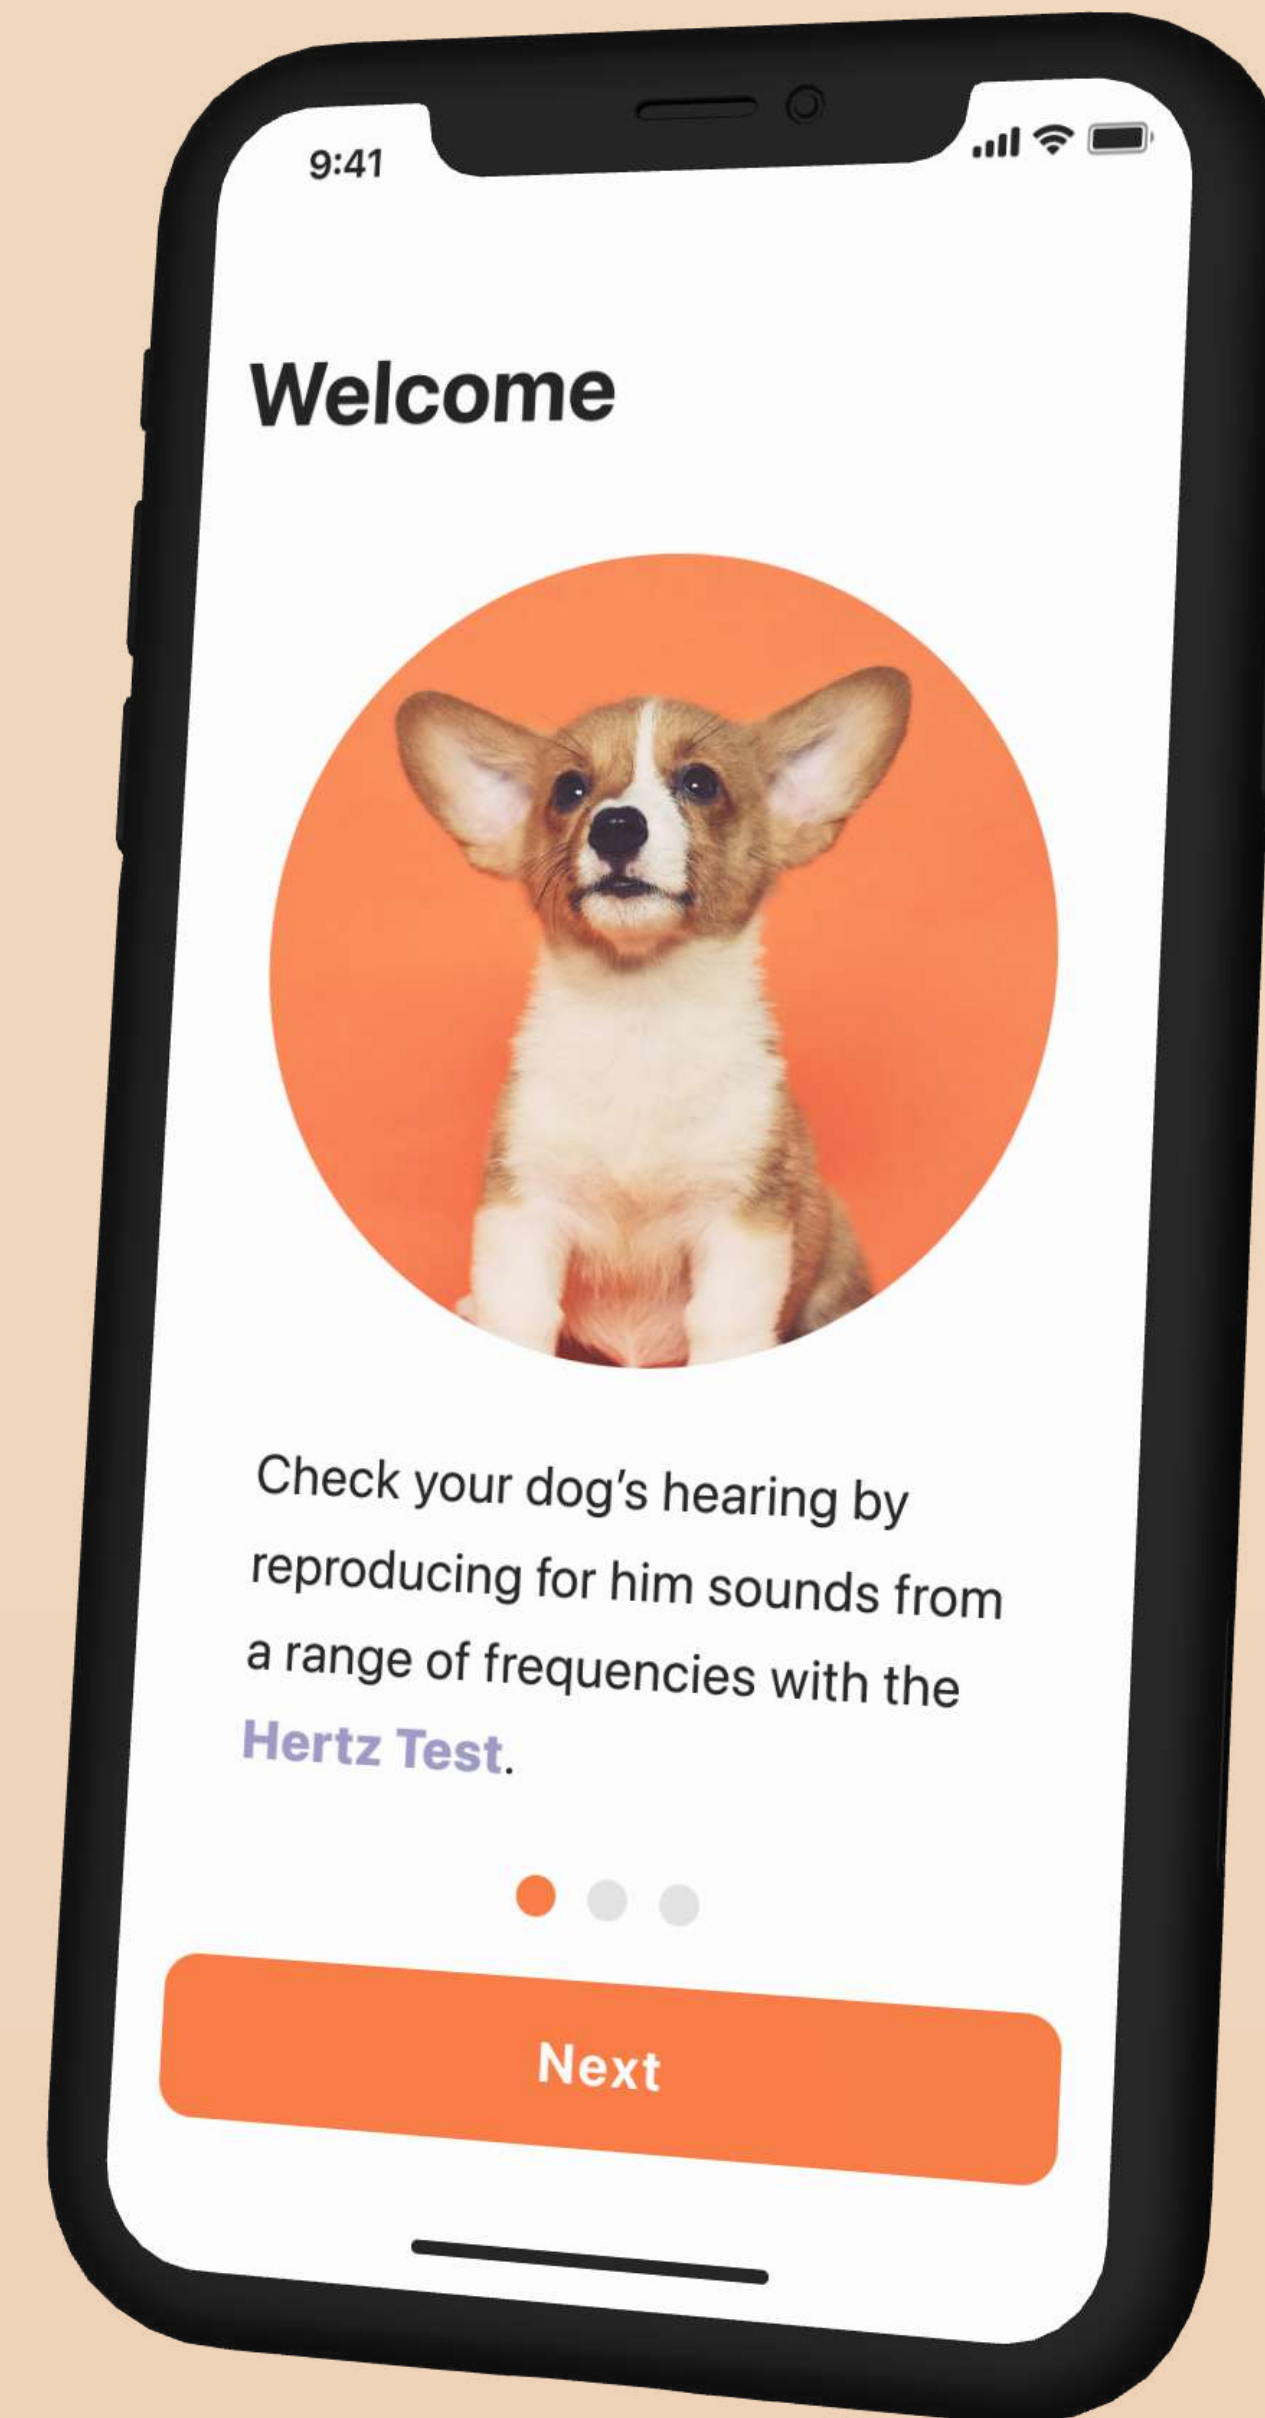 9:41
Welcome
Check your dog's hearing by
reproducing for him sounds from
a range of frequencies with the
Hertz Test.
Next